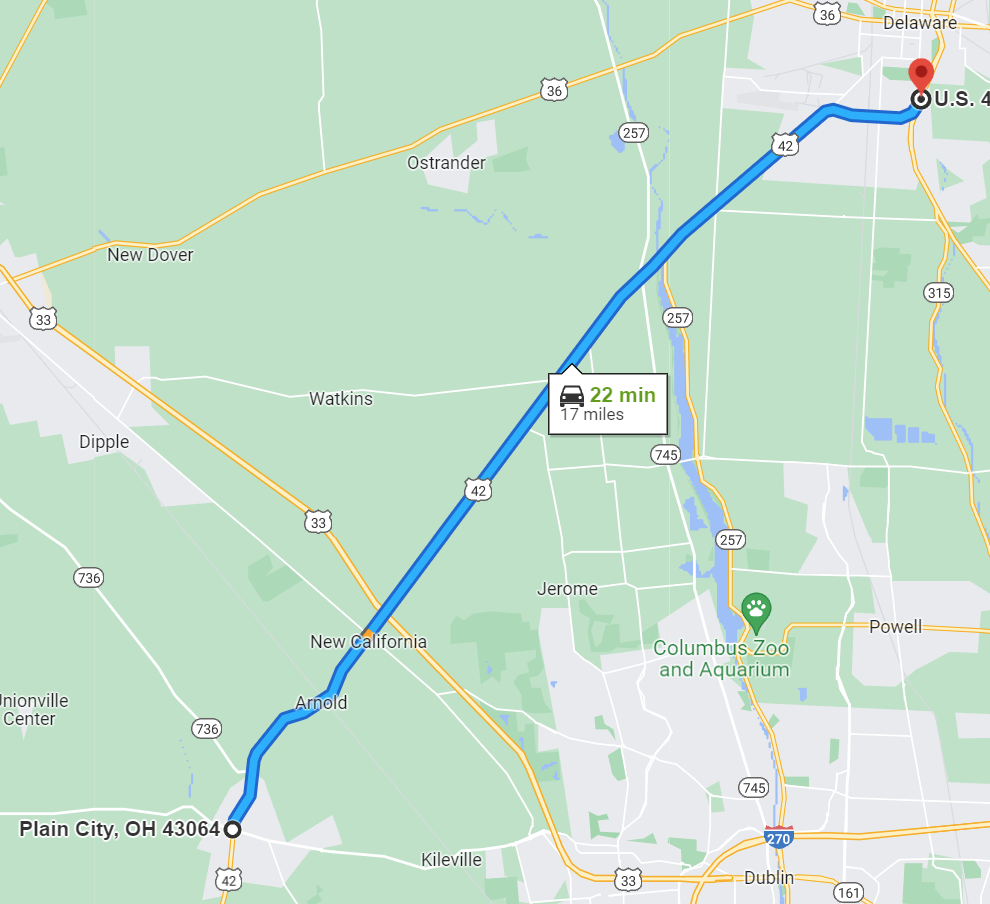 36
Delaware
U.S. 4
36
257
Ostrander
42
New Dover
315
33
257
22 min
17 miles
Watkins
Dipple
745
42
33
257
736
Jerome
Powell
New California
Columbus Zoo
and Aquarium
Arnold
Unionville
Center
736
745
Plain City, OH 43064
270
Kileville
42
33
Dublin
161